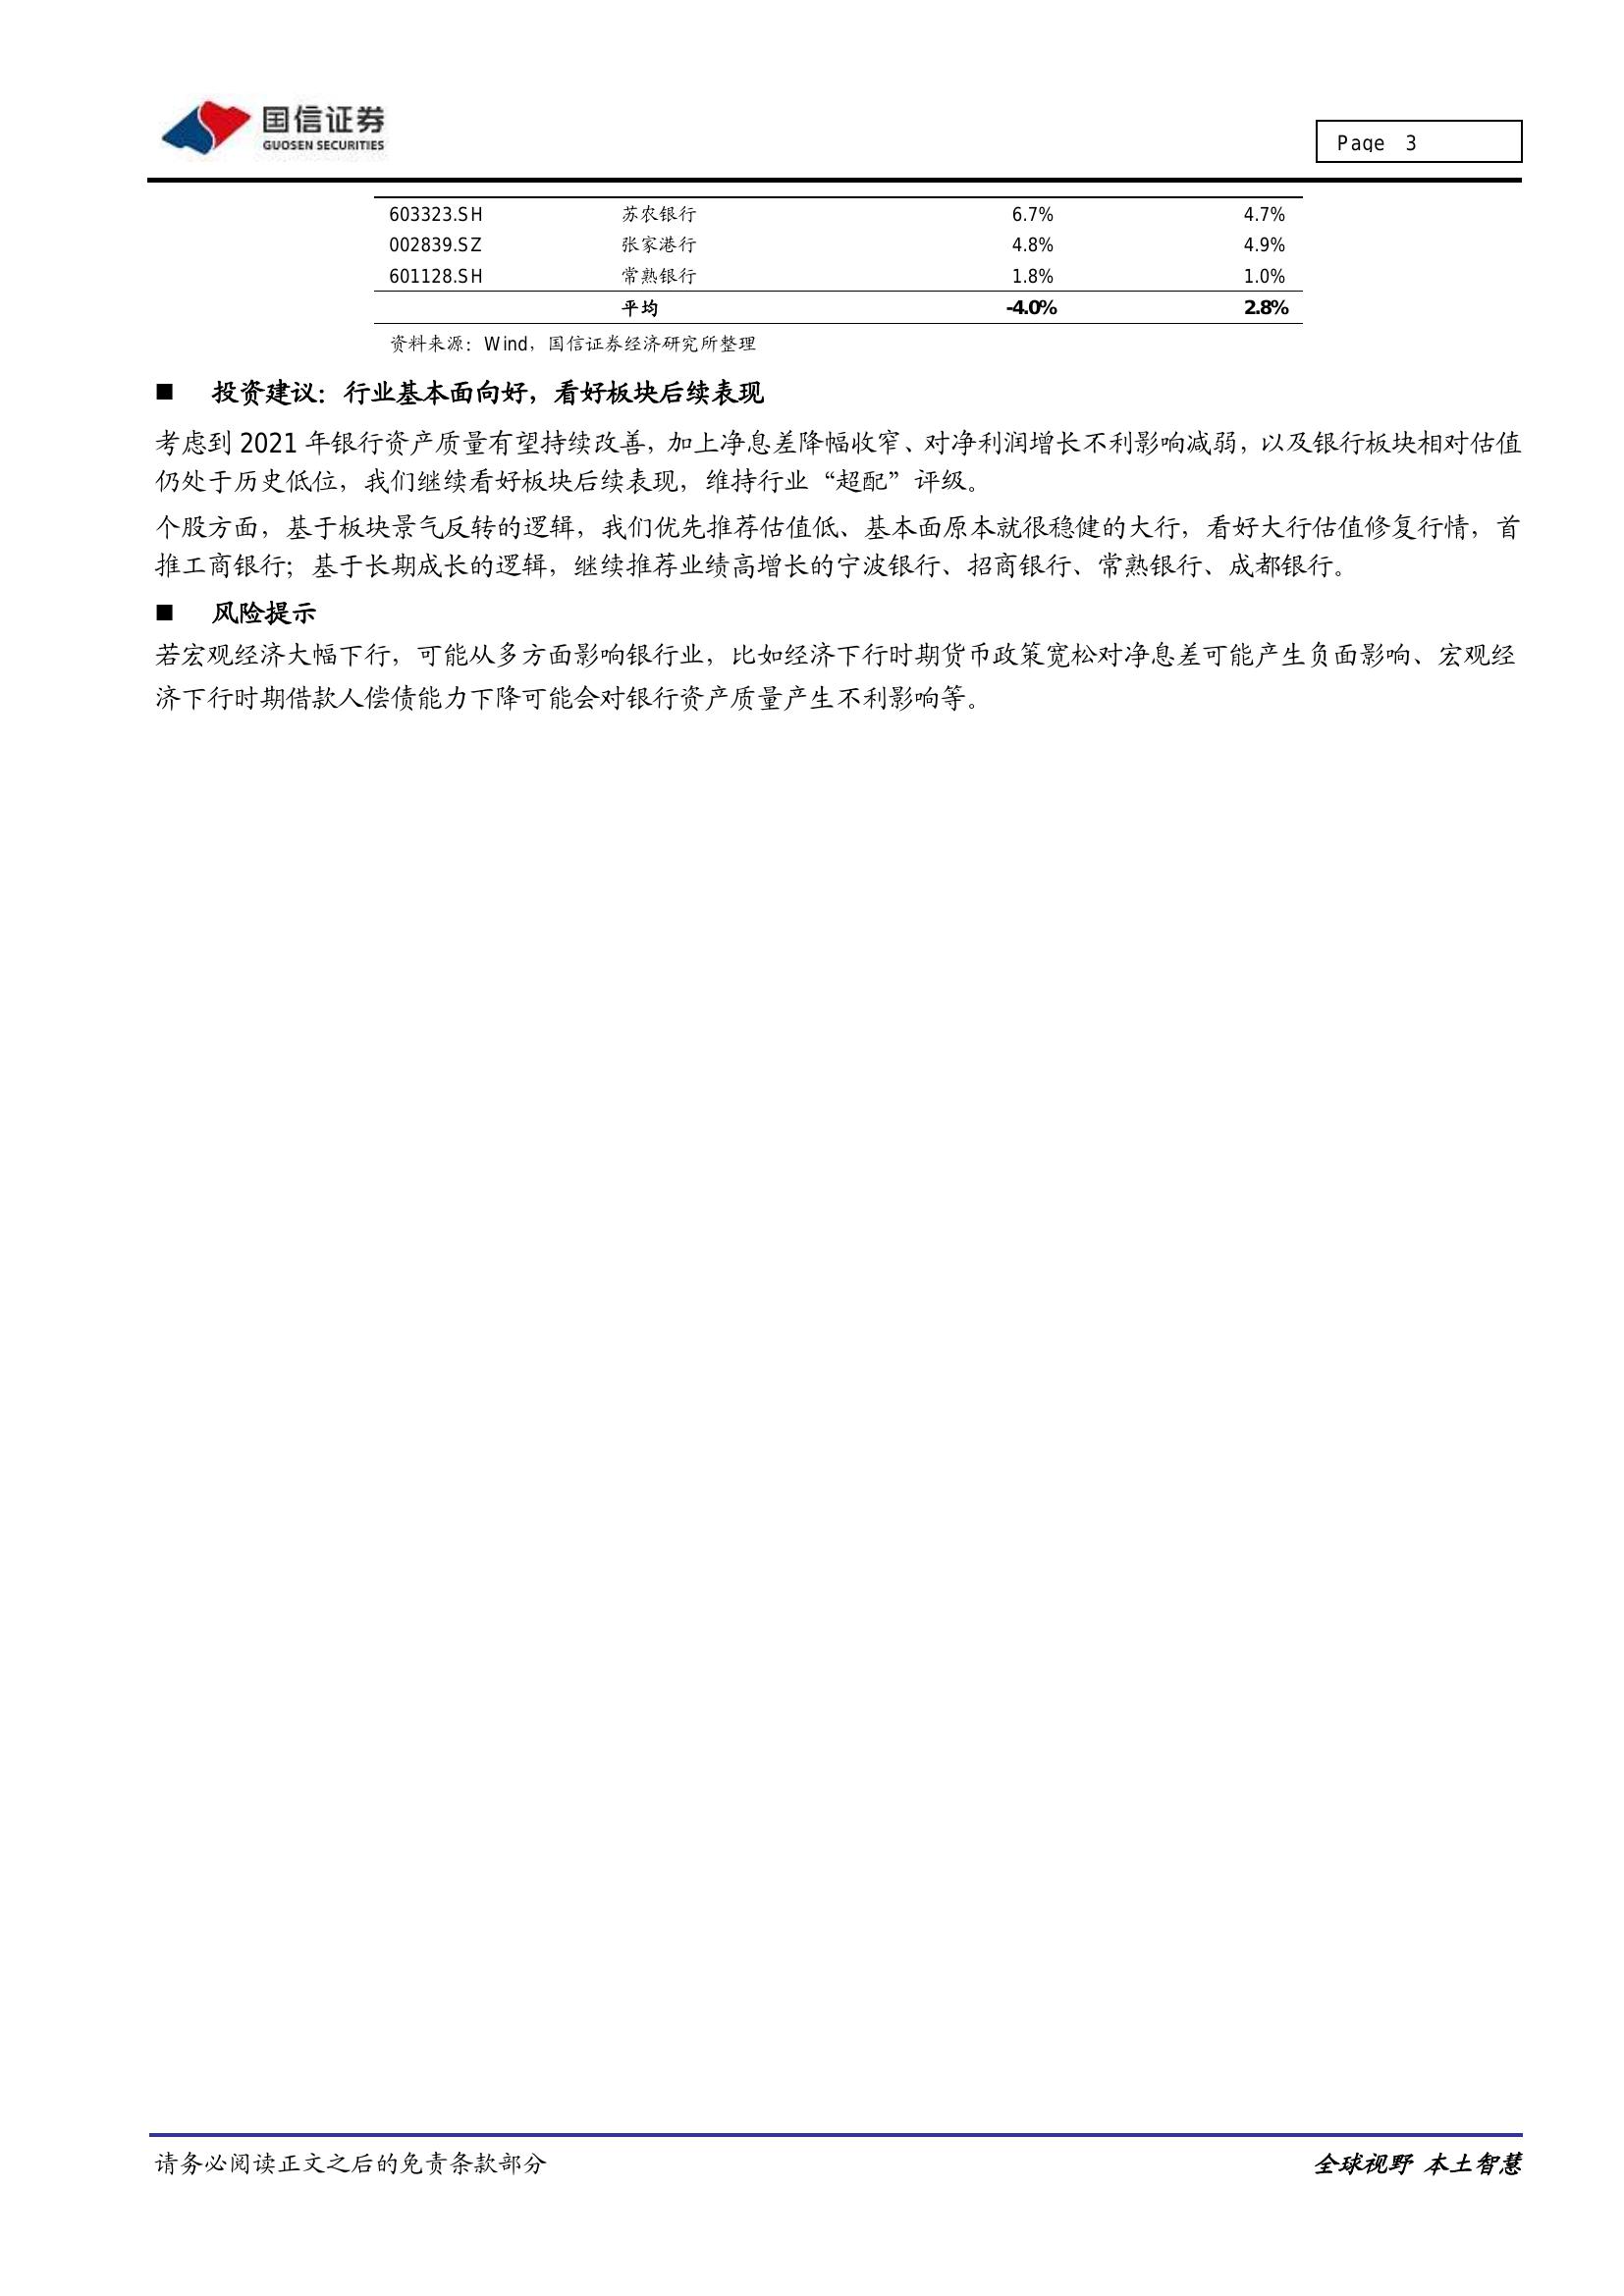 国信证券
GUOSEN SECURITIES
Page 3
603323.SH 苏农银行 6.7% 4.7%
002839.SZ 张家港行 4.8% 4.9%
601128.SH 常熟银行 1.8% 1.0%
平均 -4.0% 2.8%
资料来源：Wind，国信证券经济研究所整理
■ 投资建议：行业基本面向好，看好板块后续表现
考虑到 2021 年银行资产质量有望持续改善，加上净息差降幅收窄、对净利润增长不利影响减弱，以及银行板块相对估值
仍处于历史低位，我们继续看好板块后续表现，维持行业“超配”评级。
个股方面，基于板块景气反转的逻辑，我们优先推荐估值低、基本面原本就很稳健的大行，看好大行估值修复行情，首
推工商银行；基于长期成长的逻辑，继续推荐业绩高增长的宁波银行、招商银行、常熟银行、成都银行。
■ 风险提示
若宏观经济大幅下行，可能从多方面影响银行业，比如经济下行时期货币政策宽松对净息差可能产生负面影响、宏观经
济下行时期借款人偿债能力下降可能会对银行资产质量产生不利影响等。
请务必阅读正文之后的免责条款部分
全球视野 本土智慧